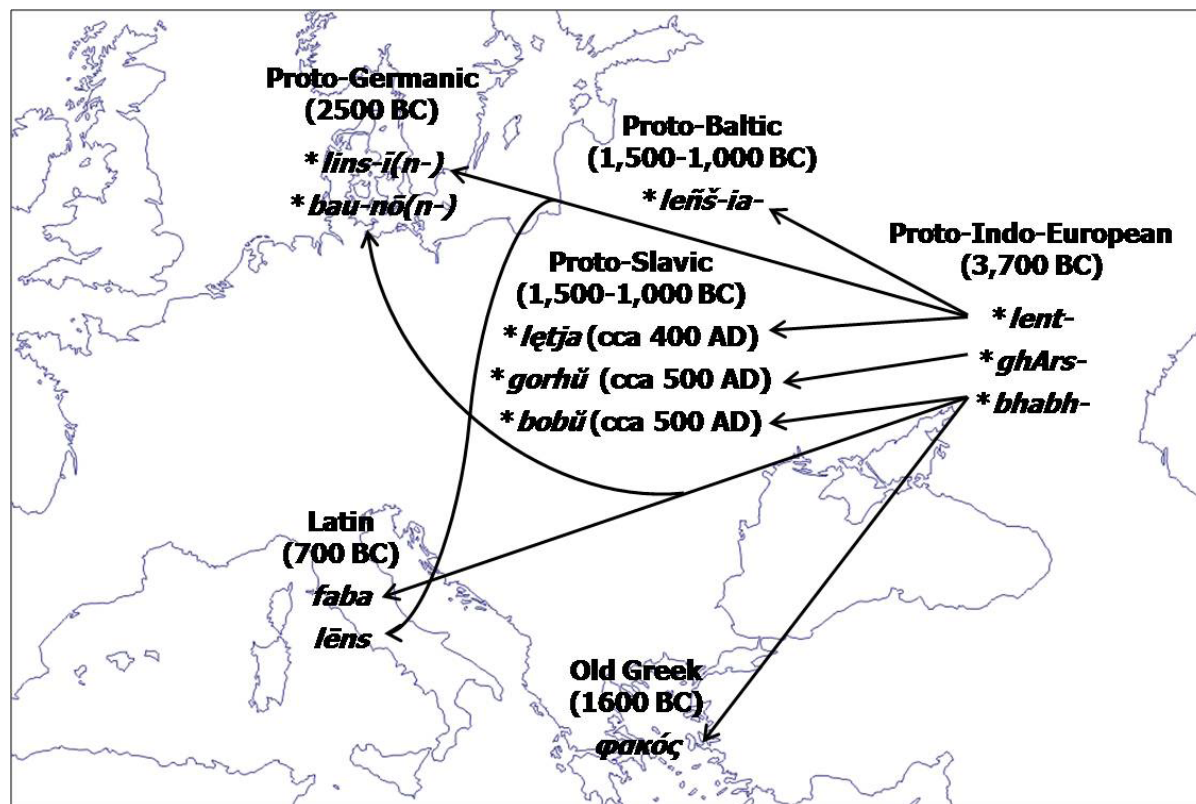 Proto-Germanic
(2500 BC)
*lins-ī(n-)
*bau-nō(n-)
Proto-Baltic
(1,500-1,000 BC)
*leñš-ia-
Proto-Indo-European
(3,700 BC)
*lent-
*ghArs-
*bhabh-
Proto-Slavic
(1,500-1,000 BC)
*lętja (cca 400 AD)
*gorhŭ (cca 500 AD)
*bobŭ (cca 500 AD)
Latin
(700 BC)
faba
lēns
Old Greek
(1600 BC)
φακός